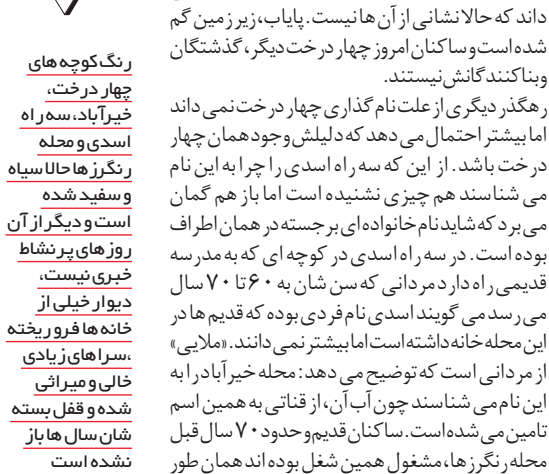 داند که حالا نشانی از آن ها نیست. پایاب، زیر زمین گم
شده است و ساکنان امروز چهار درخت دیگر، گذشتگان
و بنا کنندگانش نیستند.
رهگذر دیگری از علت نام گذاری چهار درخت نمی داند
اما بیشتر احتمال می دهد که دلیلش وجود همان چهار
درخت باشد. از این که سه راه اسدی را چرا به این نام
می شناسند هم چیزی نشنیده است اما باز هم گمان
می برد که شاید نام خانواده ای برجسته در همان اطراف
بوده است. در سه راه اسدی در کوچه ای که به مدرسه
قدیمی راه دارد مردانی که سن شان به ۶۰ تا ۷۰ سال
می رسد می گویند اسدی نام فردی بوده که قدیم ها در
این محله خانه داشته است اما بیشتر نمی دانند. «ملایی»
از مردانی است که توضیح می دهد: محله خیرآباد را به
این نام می شناسند چون آب آن، از قناتی به همین اسم
تامین می شده است. ساکنان قدیم و حدود ۷۰ سال قبل
محله رنگرزها، مشغول همین شغل بوده اند همان طور
رنگ کوچه های
چهار درخت،
خیرآباد، سه راه
اسدی و محله
رنگرزها حالا سیاه
و سفید شده
است و دیگر از آن
روزهای پرنشاط
خبری نیست،
دیوار خیلی از
خانه ها فرو ریخته
،سراهای زیادی
خالی و میراثی
شده و قفل بسته
شان سال ها باز
نشده است